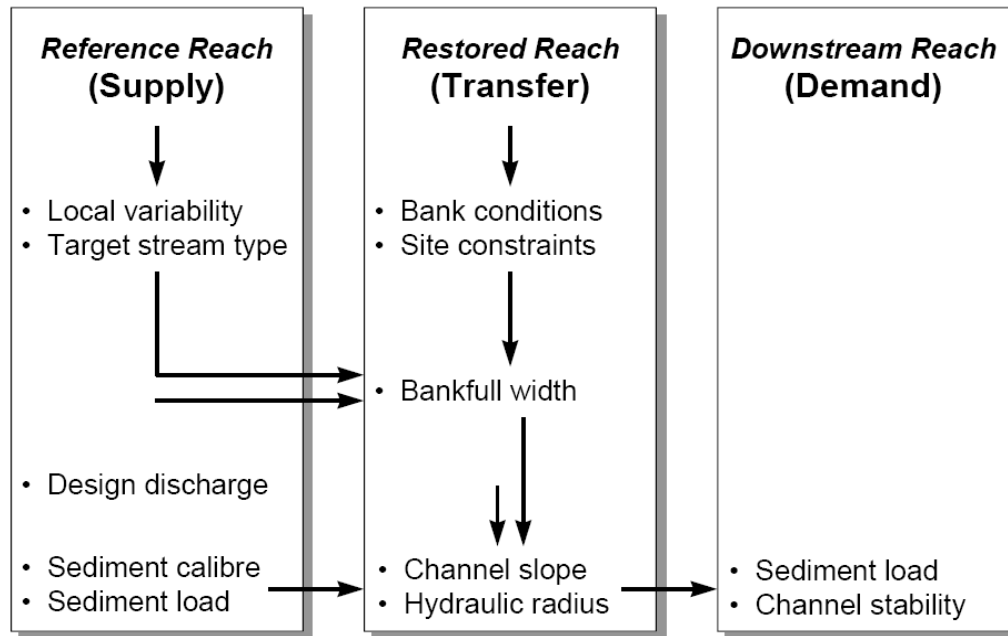 Reference Reach
(Supply)
• Local variability
• Target stream type
• Design discharge
• Sediment calibre
• Sediment load
Restored Reach
(Transfer)
• Bank conditions
• Site constraints
• Bankfull width
• Channel slope
• Hydraulic radius
Downstream Reach
(Demand)
• Sediment load
• Channel stability